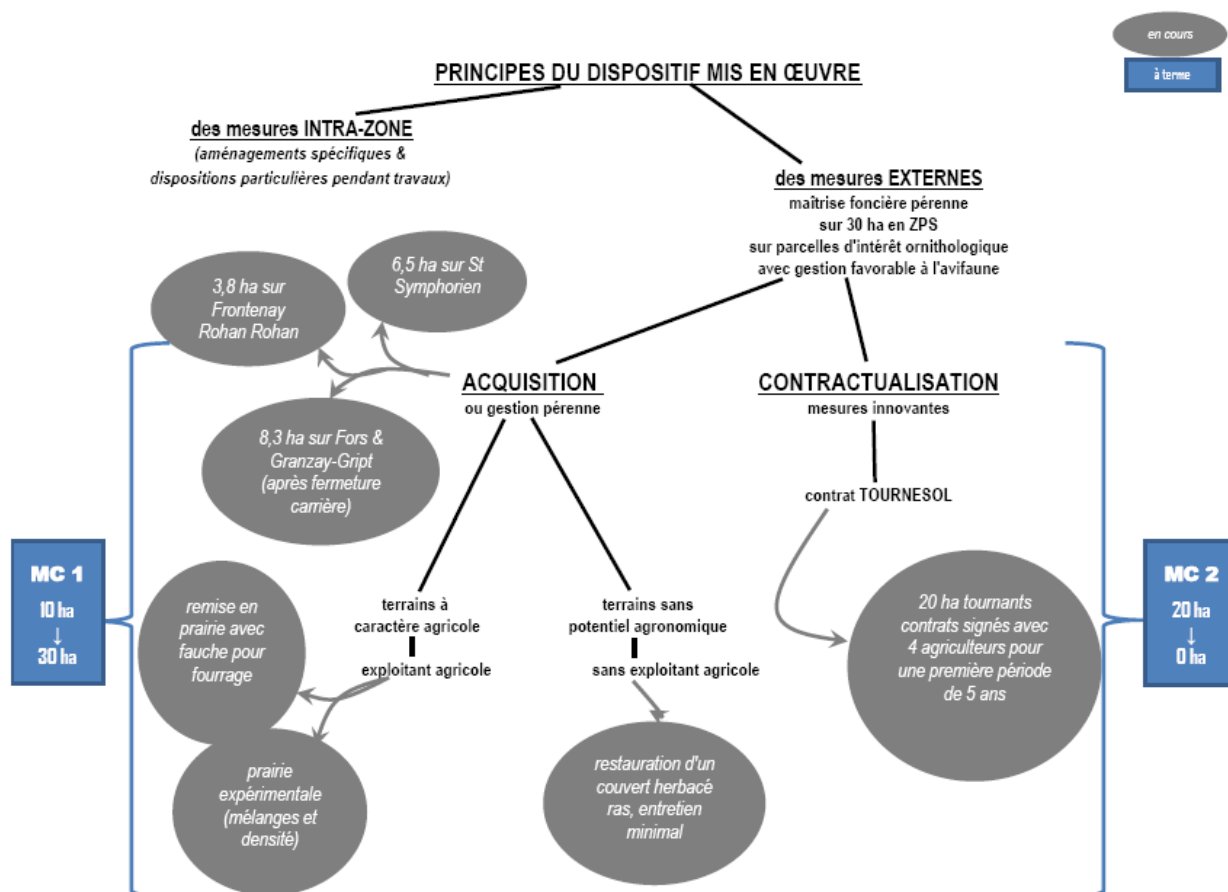 en cours
à terme
PRINCIPES DU DISPOSITIF MIS EN ŒUVRE
des mesures INTRA-ZONE
(aménagements spécifiques &
dispositions particulières pendant travaux)
des mesures EXTERNES
maîtrise foncière pérenne
sur 30 ha en ZPS
sur parcelles d'intérêt ornithologique
avec gestion favorable à l'avifaune
3,8 ha sur
Frontenay
Rohan Rohan
6,5 ha sur St
Symphorien
8,3 ha sur Fors &
Granzay-Gript
(après fermeture
carrière)
ACQUISITION
ou gestion pérenne
CONTRACTUALISATION
mesures innovantes
contrat TOURNESOL
MC 1
10 ha
↓
30 ha
remise en
prairie avec
fauche pour
fourrage
terrains à
caractère agricole
exploitant agricole
terrains sans
potentiel agronomique
sans exploitant agricole
20 ha tournants
contrats signés avec
4 agriculteurs pour
une première période
de 5 ans
MC 2
20 ha
↓
0 ha
prairie
expérimentale
(mélanges et
densité)
restauration d'un
couvert herbacé
ras, entretien
minimal